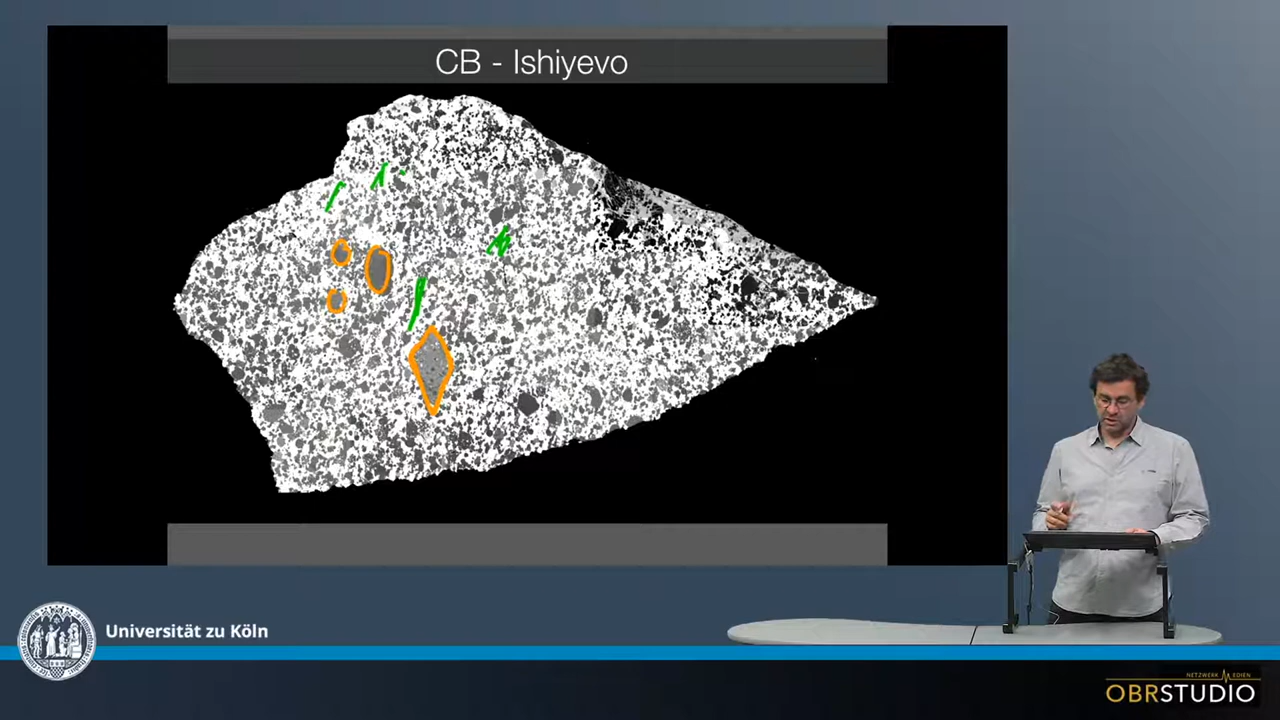 CB - Ishiyevo
Universität zu Köln
NETZWERK MEDIEN
OBRSTUDIO